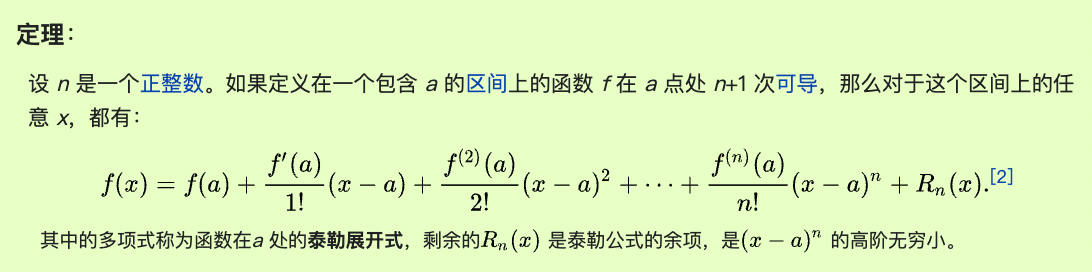 定理：
设 n 是一个正整数。如果定义在一个包含 a 的区间上的函数 f 在 a 点处 n+1 次可导，那么对于这个区间上的任
意 x，都有：
f(x) = f(a) + \frac{f'(a)}{1!}(x − a) + \frac{f^{(2)}(a)}{2!}(x − a)^2 + ⋯ + \frac{f^{(n)}(a)}{n!}(x − a)^n + R_n(x).[2]
其中的多项式称为函数在a 处的泰勒展开式，剩余的R_n(x) 是泰勒公式的余项，是(x − a)^n 的高阶无穷小。